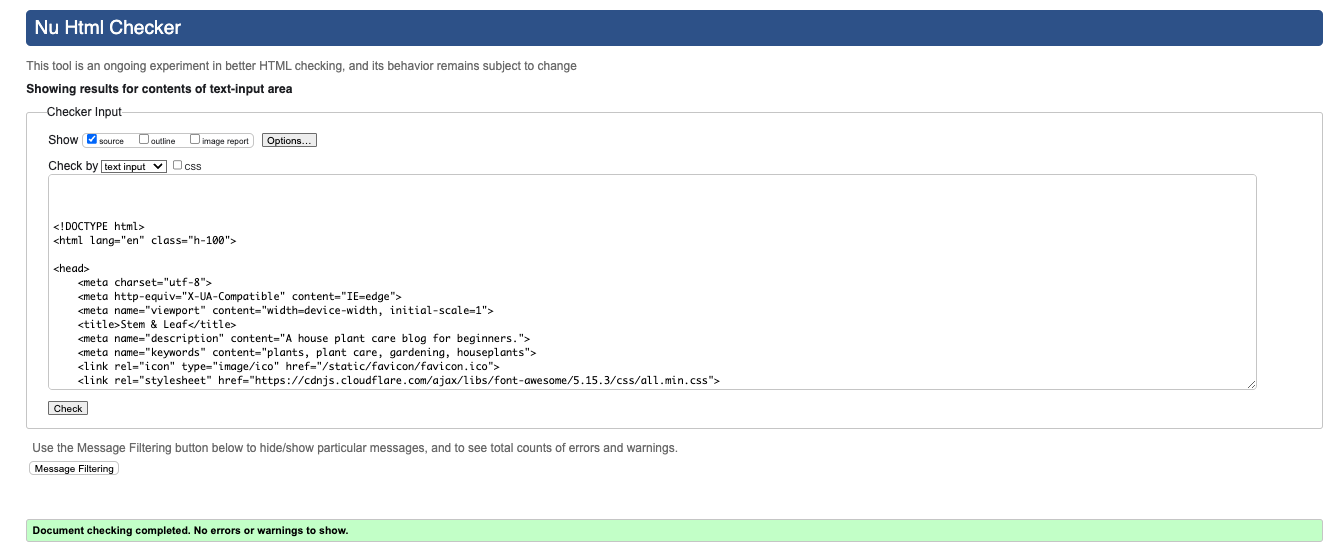 Nu Html Checker
This tool is an ongoing experiment in better HTML checking, and its behavior remains subject to change
Showing results for contents of text-input area
Checker Input
Show source outline image report Options...
Check by text input css
<!DOCTYPE html>
<html lang="en" class="h-100">
<head>
    <meta charset="utf-8">
    <meta http-equiv="X-UA-Compatible" content="IE=edge">
    <meta name="viewport" content="width=device-width, initial-scale=1">
    <title>Stem & Leaf</title>
    <meta name="description" content="A house plant care blog for beginners.">
    <meta name="keywords" content="plants, plant care, gardening, houseplants">
    <link rel="icon" type="image/ico" href="/static/favicon/favicon.ico">
    <link rel="stylesheet" href="https://cdnjs.cloudflare.com/ajax/libs/font-awesome/5.15.3/css/all.min.css">
Check
Use the Message Filtering button below to hide/show particular messages, and to see total counts of errors and warnings.
Message Filtering
Document checking completed. No errors or warnings to show.